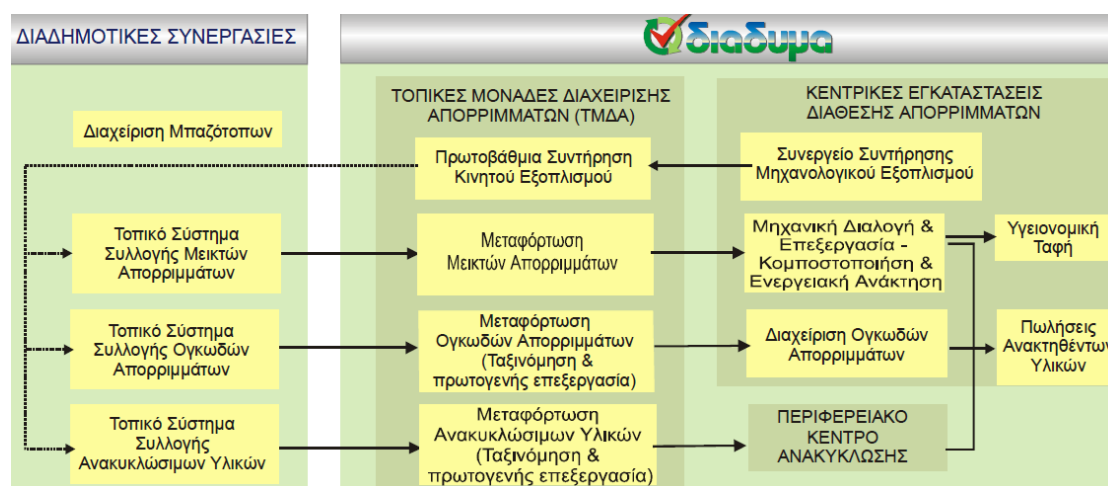 ΔΙΑΔΗΜΟΤΙΚΕΣ ΣΥΝΕΡΓΑΣΙΕΣ
διαδυμα
ΤΟΠΙΚΕΣ ΜΟΝΑΔΕΣ ΔΙΑΧΕΙΡΙΣΗΣ
ΑΠΟΡΡΙΜΜΑΤΩΝ (ΤΜΔΑ)
ΚΕΝΤΡΙΚΕΣ ΕΓΚΑΤΑΣΤΑΣΕΙΣ
ΔΙΑΘΕΣΗΣ ΑΠΟΡΡΙΜΜΑΤΩΝ
Διαχείριση Μπαζότοπων
Πρωτοβάθμια Συντήρηση
Κινητού Εξοπλισμού
Συνεργείο Συντήρησης
Μηχανολογικού Εξοπλισμού
Τοπικό Σύστημα
Συλλογής Μεικτών
Απορριμμάτων
Μεταφόρτωση
Μεικτών Απορριμμάτων
Μηχανική Διαλογή &
Επεξεργασία -
Κομποστοποιήση &
Ενεργειακή Ανάκτηση
Υγειονομική
Ταφή
Τοπικό Σύστημα
Συλλογής Ογκωδών
Απορριμμάτων
Μεταφόρτωση
Ογκωδών Απορριμμάτων
(Ταξινόμηση &
πρωτογενής επεξεργασία)
Διαχείριση Ογκωδών
Απορριμμάτων
Πωλήσεις
Ανακτηθέντων
Υλικών
Τοπικό Σύστημα
Συλλογής
Ανακυκλώσιμων Υλικών
Μεταφόρτωση
Ανακυκλώσιμων Υλικών
(Ταξινόμηση &
πρωτογενής επεξεργασία)
ΠΕΡΙΦΕΡΕΙΑΚΟ
ΚΕΝΤΡΟ
ΑΝΑΚΥΚΛΩΣΗΣ